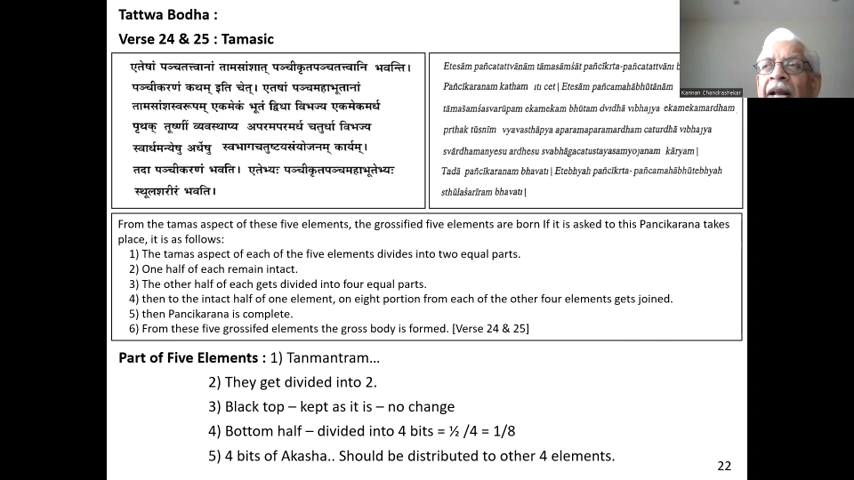 Tattwa Bodha :
Verse 24 & 25 : Tamasic
एतेषां पञ्चतत्त्वानां तामसांशात् पञ्चीकृतपञ्चतत्त्वानि भवन्ति।
पञ्चीकरणं कथम् इति चेत्। एतषां पञ्चमहाभूतानां
तामसांशस्वरूपम् एकमेकं भूतं द्विधा विभज्य एकमेकमर्धं
पृथक् तूष्णीं व्यवस्थाप्य अपरमपरमर्धं चतुर्धा विभज्य
स्वार्धमन्येषु अर्धेषु स्वभागचतुष्टयसंयोजनम् कार्यम्।
तदा पञ्चीकरणं भवति। एतेभ्यः पञ्चीकृतपञ्चमहाभूतेभ्यः
स्थूलशरीरं भवति।
Etesām pañcatattvānām tāmasāmśāt pañcīkrta-pañcatattvāni b
Pañcīkaranam katham iti cet | Etesām pañcamahābhūtānām
tāmaśamśasvarūpam ekamekam bhūtam dvidhā vibhajya ekamekamardham
prthak tūsnīm vyavasthāpya aparamaparamardham caturdhā vibhajya
svārdhamanyesu ardhesu svabhāgacatustayasamyojanam kāryam |
Tadā pañcīkaranam bhavati | Etebhyah pañcīkrta- pañcamahābhūtebhyah
sthūlaśarīram bhavati |
Kannan Chandrashekar
From the tamas aspect of these five elements, the grossified five elements are born If it is asked to this Pancikarana takes
place, it is as follows:
1) The tamas aspect of each of the five elements divides into two equal parts.
2) One half of each remain intact.
3) The other half of each gets divided into four equal parts.
4) then to the intact half of one element, on eight portion from each of the other four elements gets joined.
5) then Pancikarana is complete.
6) From these five grossifed elements the gross body is formed. [Verse 24 & 25]
Part of Five Elements : 1) Tanmantram...
2) They get divided into 2.
3) Black top – kept as it is – no change
4) Bottom half – divided into 4 bits = ½ /4 = 1/8
5) 4 bits of Akasha.. Should be distributed to other 4 elements.
22